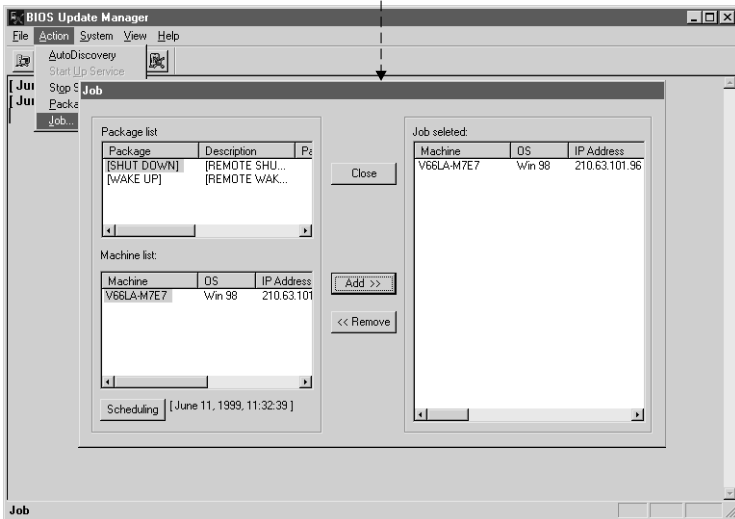 BIOS Update Manager
File Action System View Help
AutoDiscovery
Start Up Service
[ Jun
Stop S
[ Jun
Packa
Job...
Job
Package list
Job seleted:
Package Description Pa
[SHUT DOWN] [REMOTE SHU...
[WAKE UP] [REMOTE WAK...
Close
Machine OS IP Address
V66LA-M7E7 Win 98 210.63.101.96
Machine list:
Machine OS IP Address
V66LA-M7E7 Win 98 210.63.101
Add >>
<< Remove
Scheduling [ June 11, 1999, 11:32:39 ]
Job